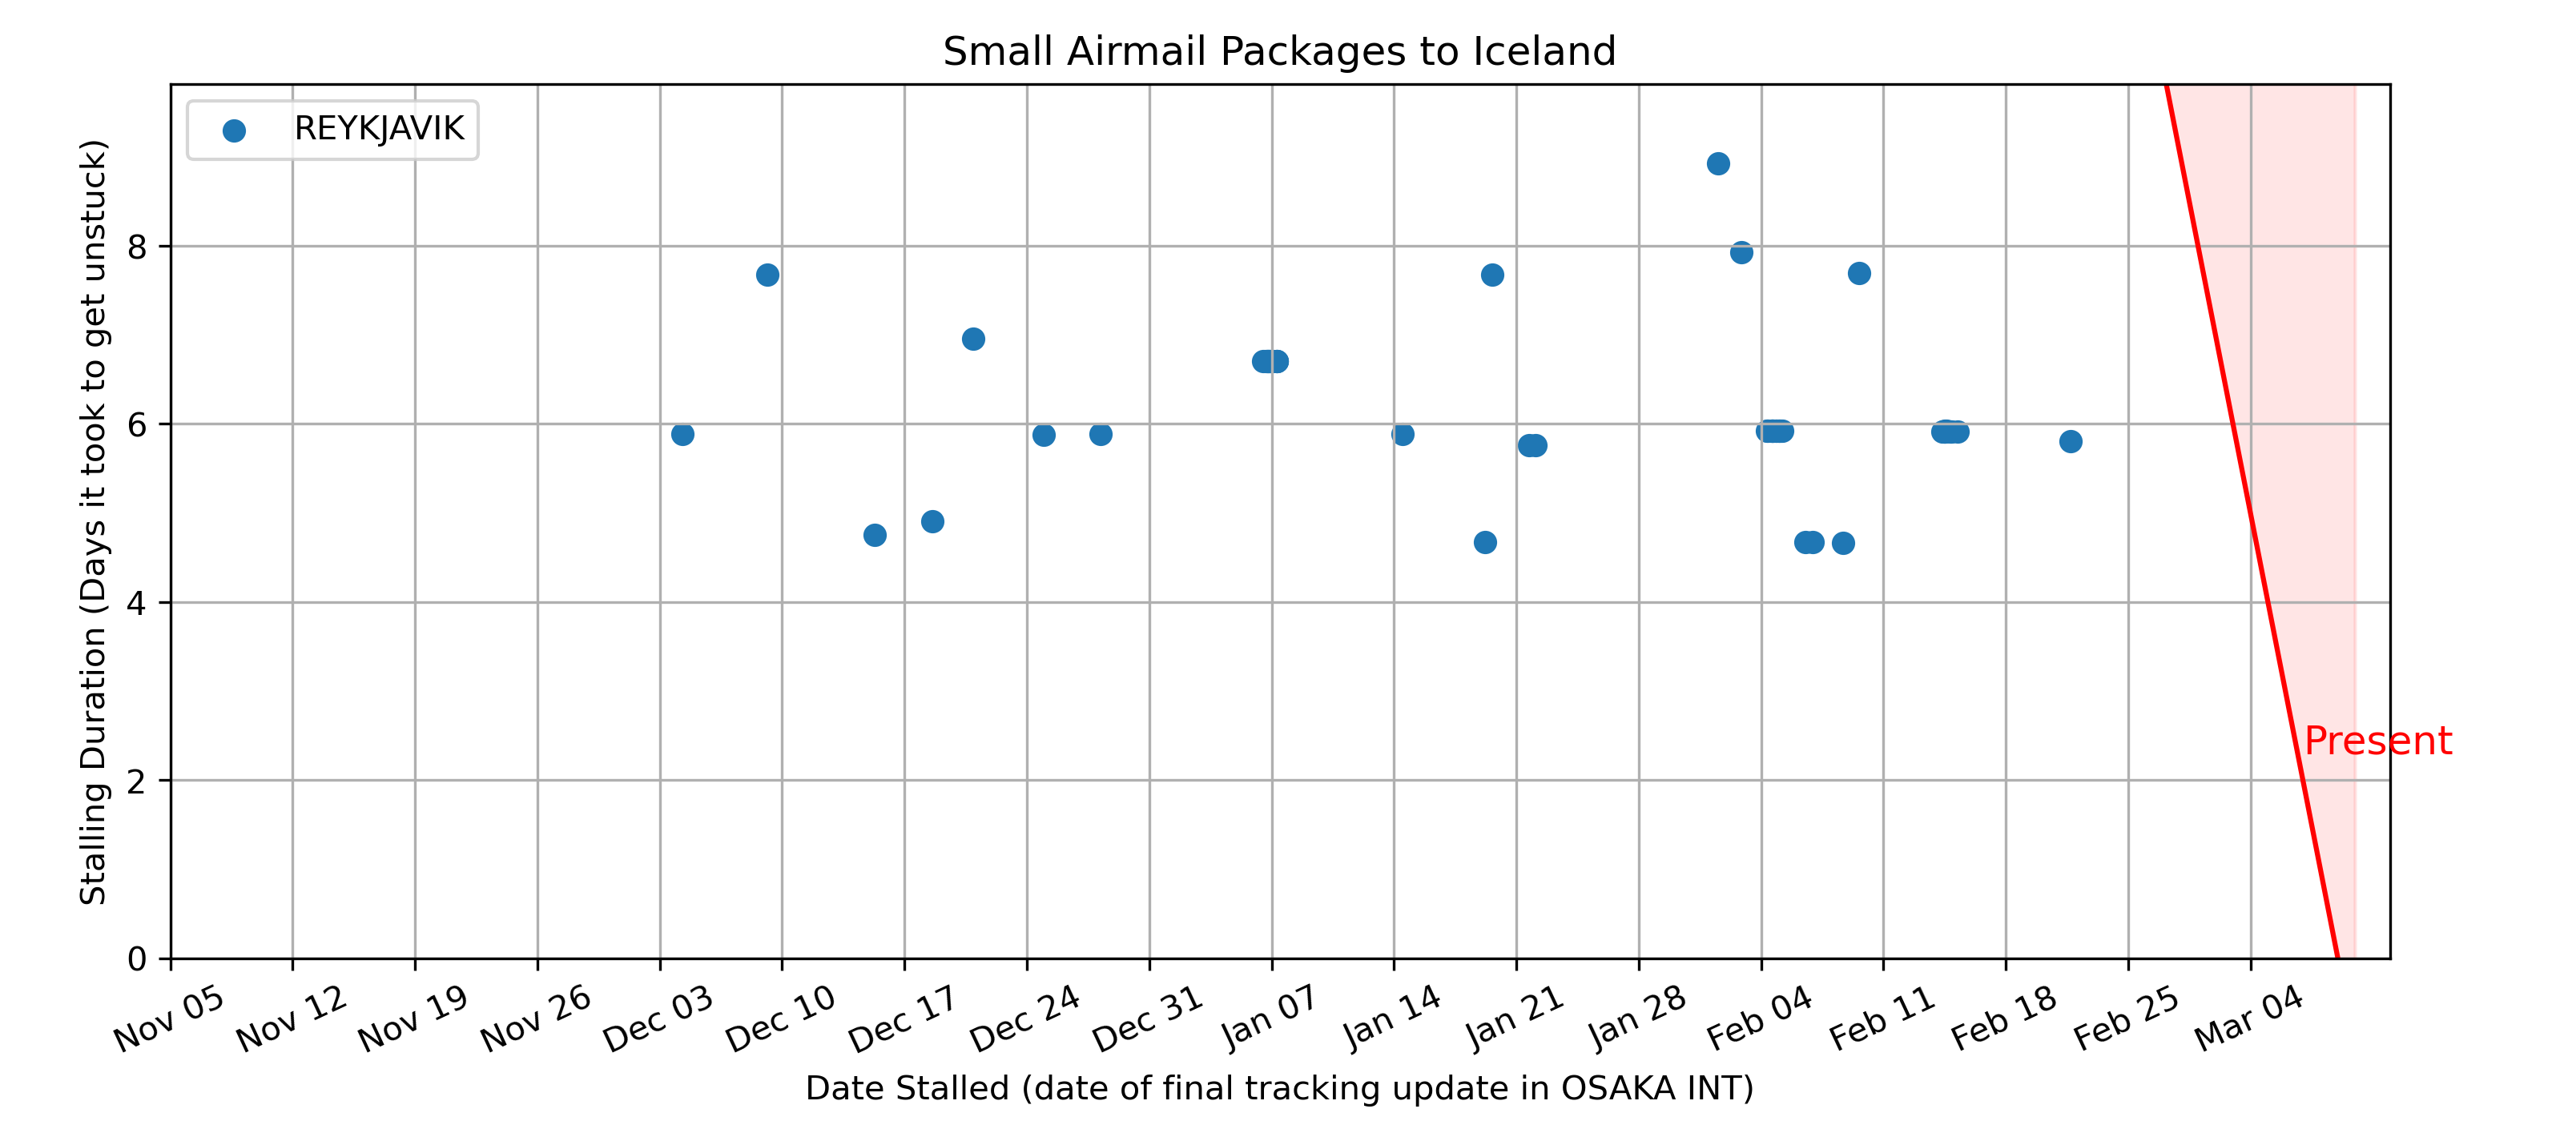 Small Airmail Packages to Iceland
REYKJAVIK
Stalling Duration (Days it took to get unstuck)
8
6
4
2
0
Present
Nov 05
Nov 12
Nov 19
Nov 26
Dec 03
Dec 10
Dec 17
Dec 24
Dec 31
Jan 07
Jan 14
Jan 21
Jan 28
Feb 04
Feb 11
Feb 18
Feb 25
Mar 04
Date Stalled (date of final tracking update in OSAKA INT)